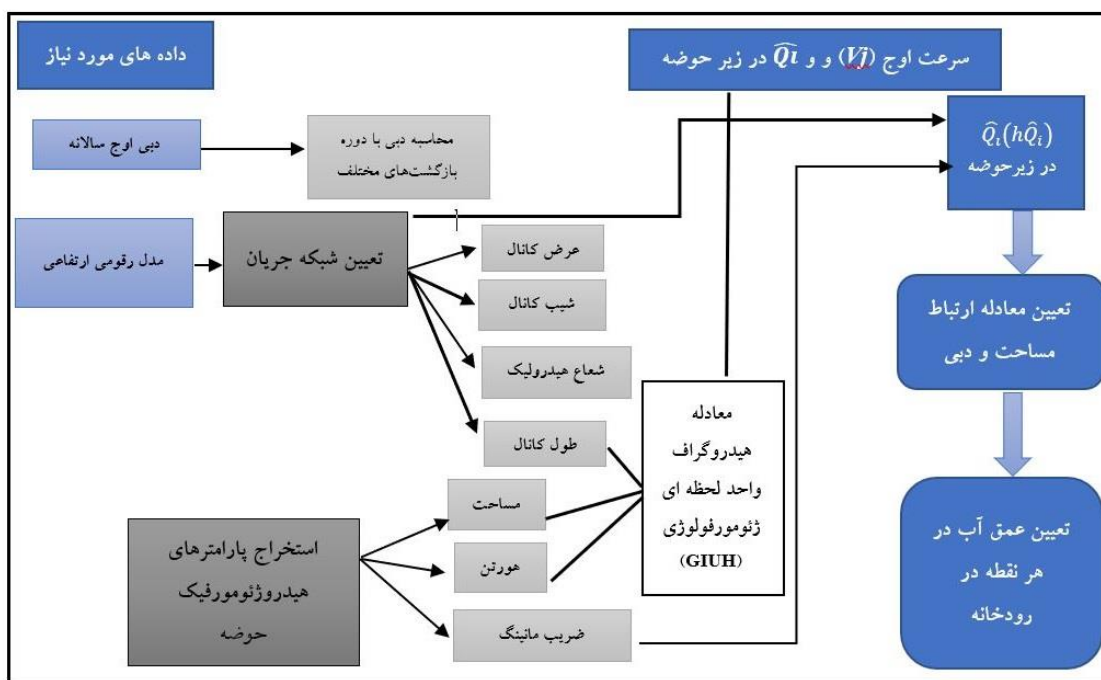 داده های مورد نیاز
سرعت اوج (Vj) و و Q̂ι در زیر حوضه
دبی اوج سالانه
محاسبه دبی با دوره
بازگشت‌های مختلف
Q̂ι(hQ̂i)
در زیرحوضه
مدل رقومی ارتفاعی
تعیین شبکه جریان
عرض کانال
شیب کانال
شعاع هیدرولیک
طول کانال
تعیین معادله ارتباط
مساحت و دبی
معادله
هیدروگراف
واحد لحظه ای
ژئومورفولوژی
(GIUH)
استخراج پارامترهای
هیدروژئومورفیک
حوضه
مساحت
هورتن
ضریب مانینگ
تعیین عمق آب در
هر نقطه در
رودخانه